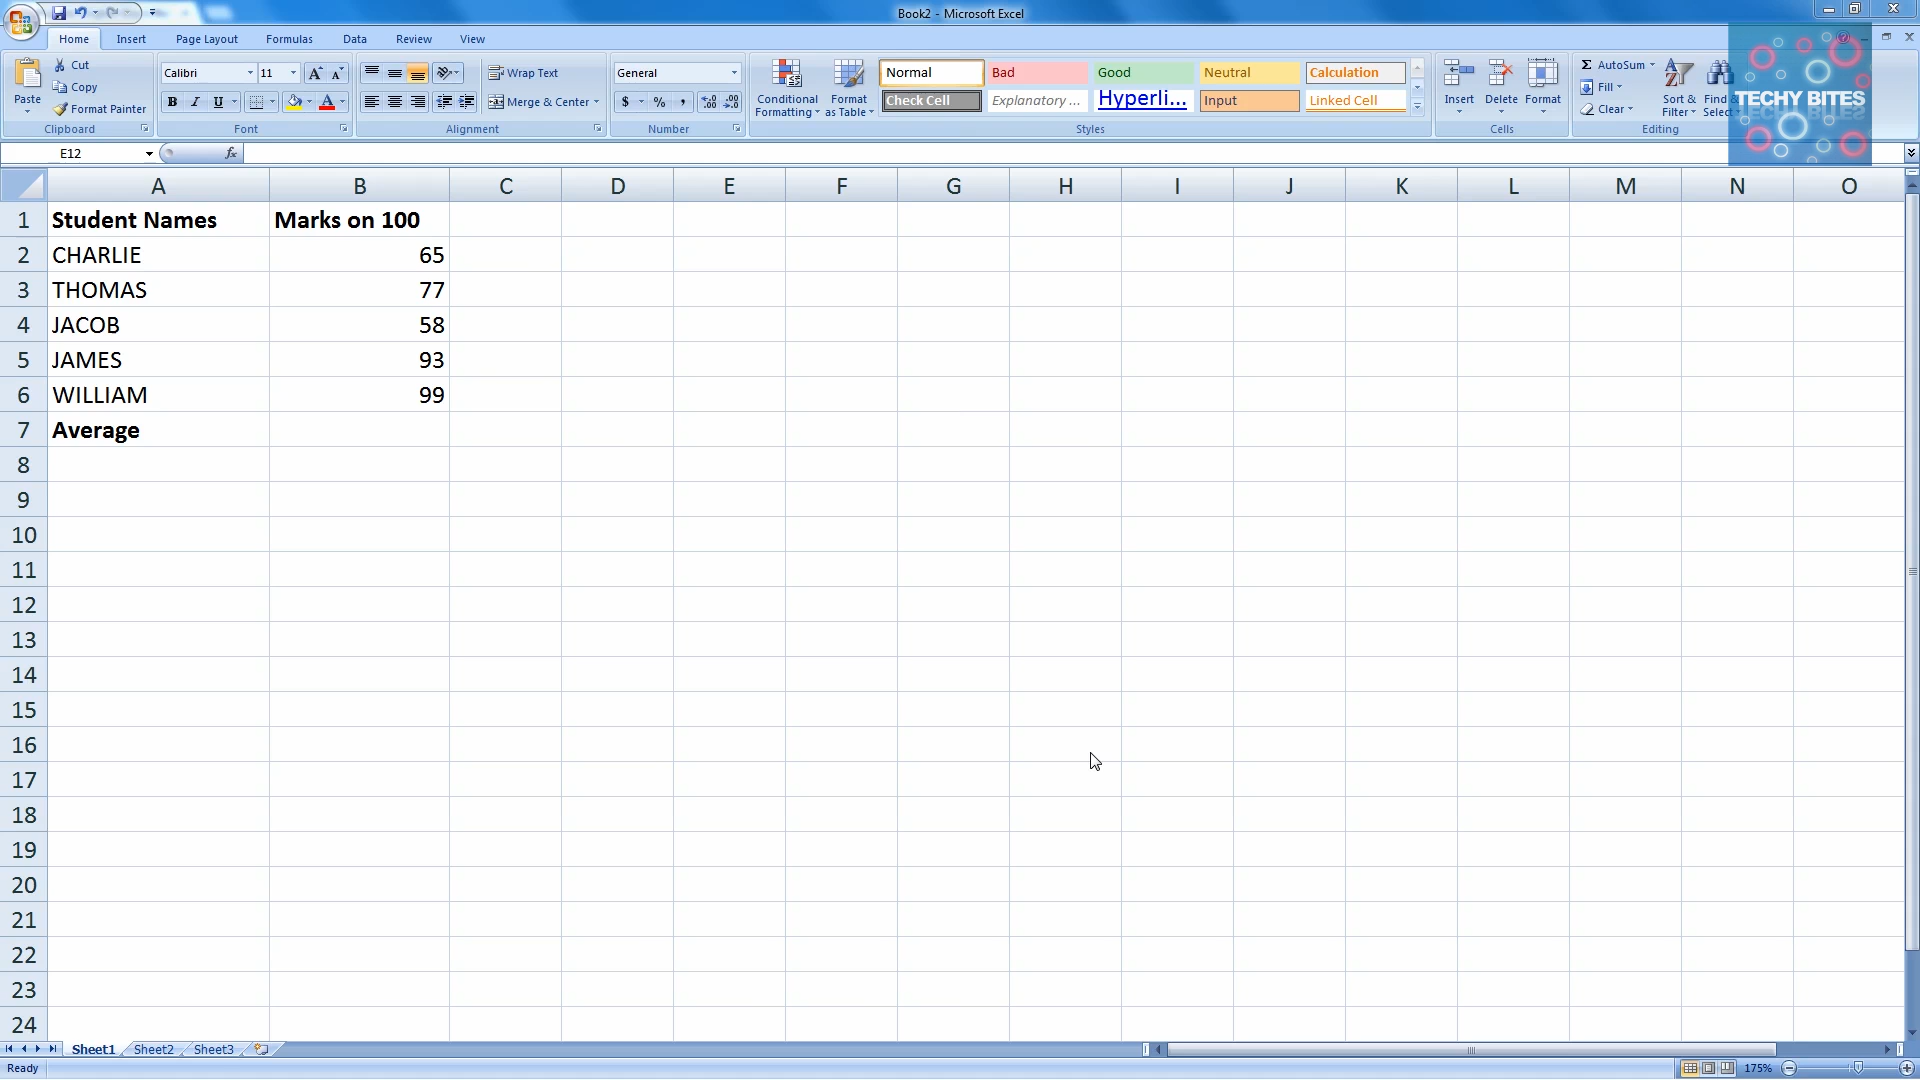 Book2 - Microsoft Excel
Home Insert Page Layout Formulas Data Review View
Paste
Cut
Copy
Format Painter
Clipboard
Calibri 11
B I U
Font
Wrap Text
Merge & Center
Alignment
General
$ % ,
Number
Conditional Formatting
Format as Table
Normal Bad Good Neutral Calculation
Check Cell Explanatory ... Hyperli... Input Linked Cell
Styles
Insert Delete Format
Cells
Σ AutoSum
Fill
Clear
Sort & Filter
Find & Select
Editing
TECHY BITES
E12 fx
A B C D E F G H I J K L M N O
1 Student Names Marks on 100
2 CHARLIE 65
3 THOMAS 77
4 JACOB 58
5 JAMES 93
6 WILLIAM 99
7 Average
8
9
10
11
12
13
14
15
16
17
18
19
20
21
22
23
24
Sheet1 Sheet2 Sheet3
Ready 175%